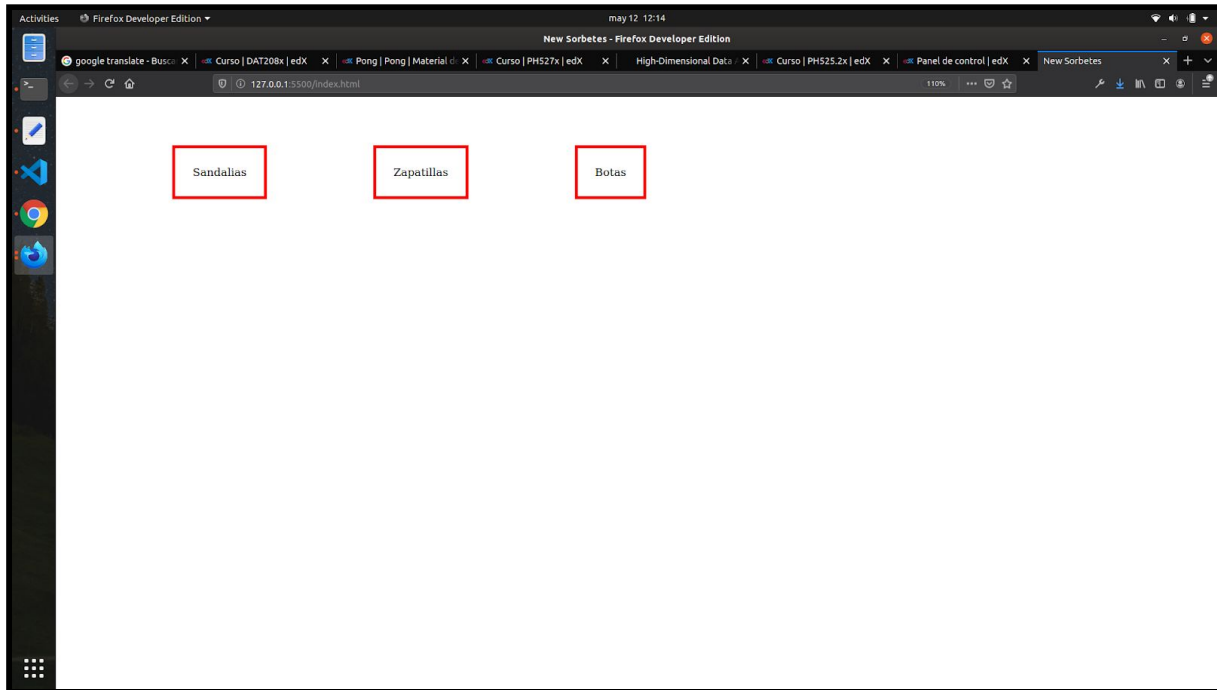 Activities Firefox Developer Edition may 12 12:14
New Sorbetes - Firefox Developer Edition
google translate - Busca Curso | DAT208x | edX Pong | Pong | Material de Curso | PH527x | edX High-Dimensional Data Curso | PH525.2x | edX Panel de control | edX New Sorbetes
127.0.0.1:5500/index.html 110%
Sandalias Zapatillas Botas